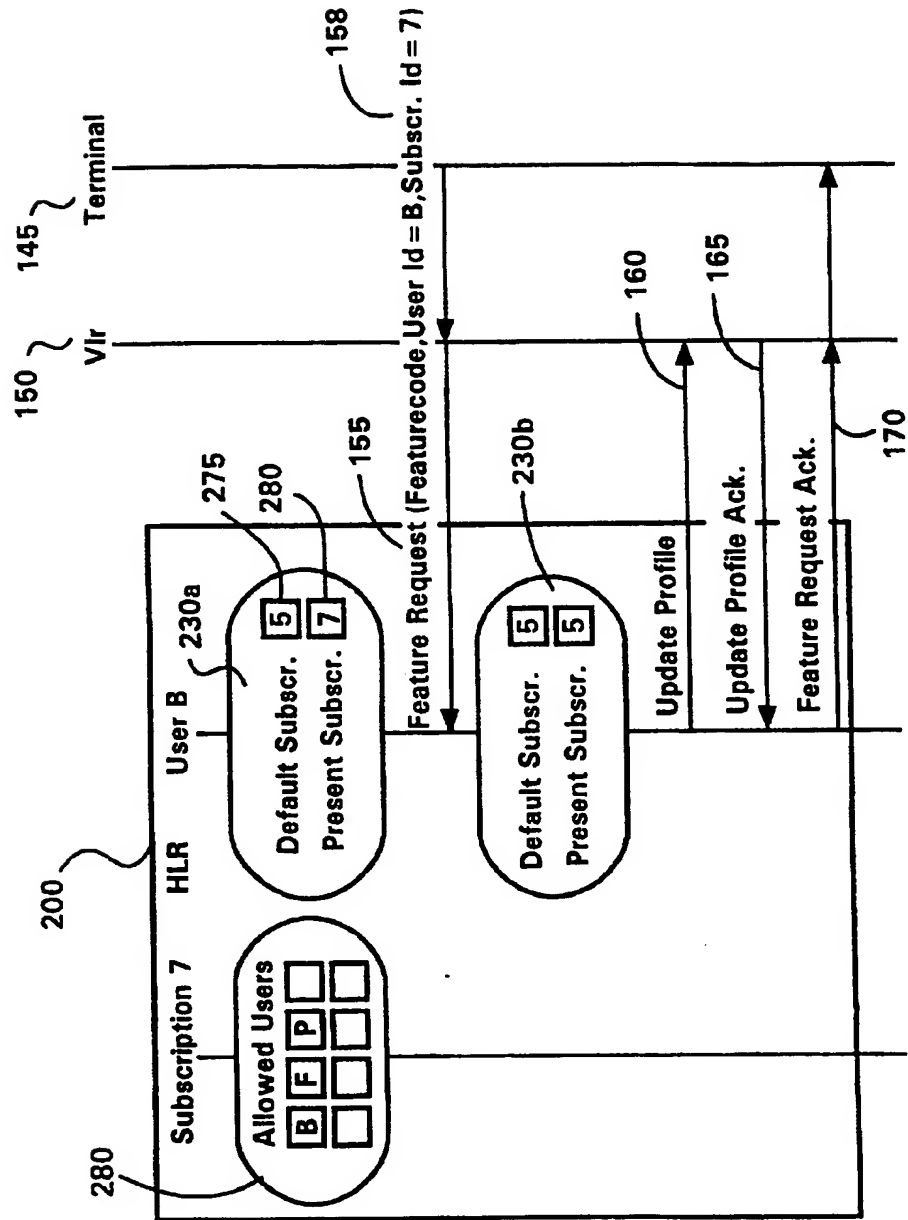 145
Terminal
150
Vlr
158
Feature Request (Featurecode,User Id = B,Subscr. Id = 7)
155
200
HLR
Subscription 7
User B
230a
275
280
Default Subscr. 5
Present Subscr. 7
280
Allowed Users
B F P
230b
Default Subscr. 5
Present Subscr. 5
Update Profile
160
Update Profile Ack.
165
Feature Request Ack.
170